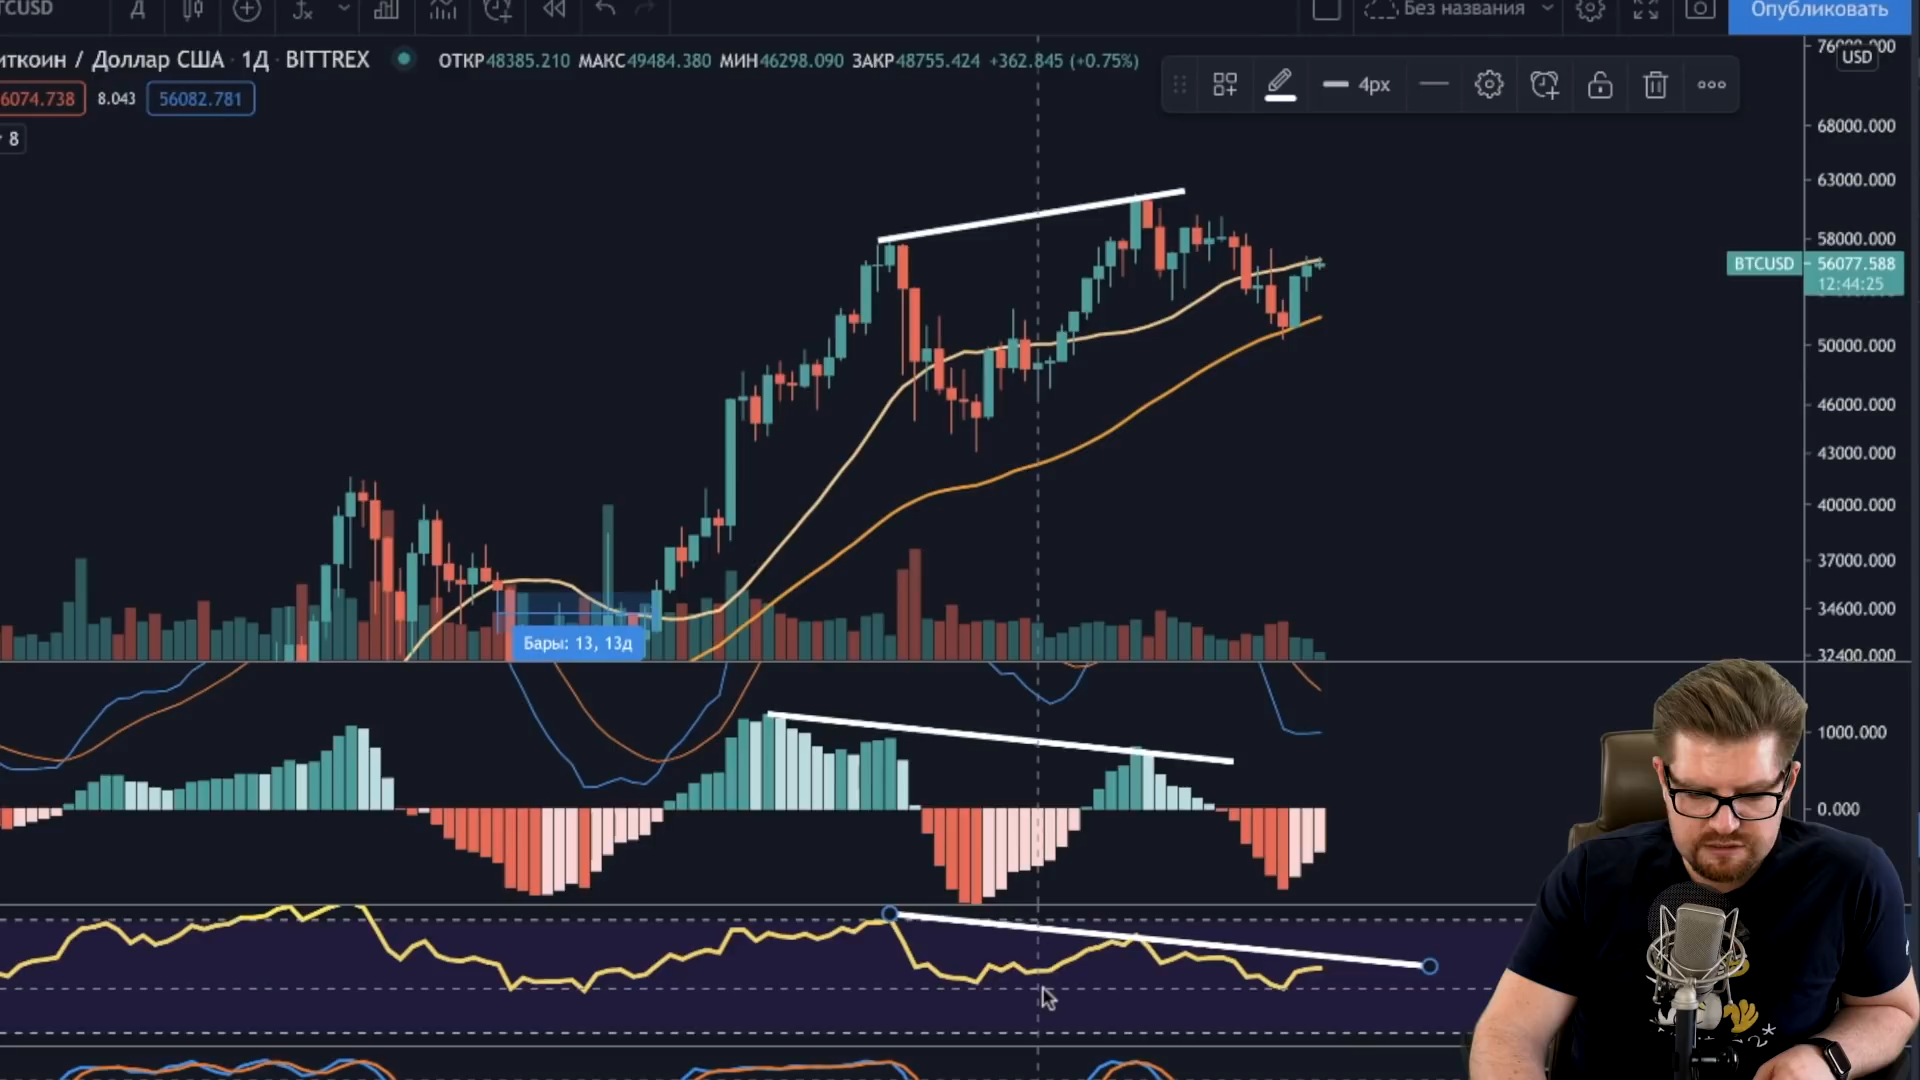 TCUSD Д Без названия Опубликовать
иткоин / Доллар США · 1Д · BITTREX ОТКР48385.210 МАКС49484.380 МИН46298.090 ЗАКР48755.424 +362.845 (+0.75%)
6074.738 8.043 56082.781
8
4px
USD
68000.000
63000.000
58000.000
BTCUSD 56077.588
12:44:25
50000.000
46000.000
43000.000
40000.000
37000.000
34600.000
32400.000
Бары: 13, 13д
1000.000
0.000